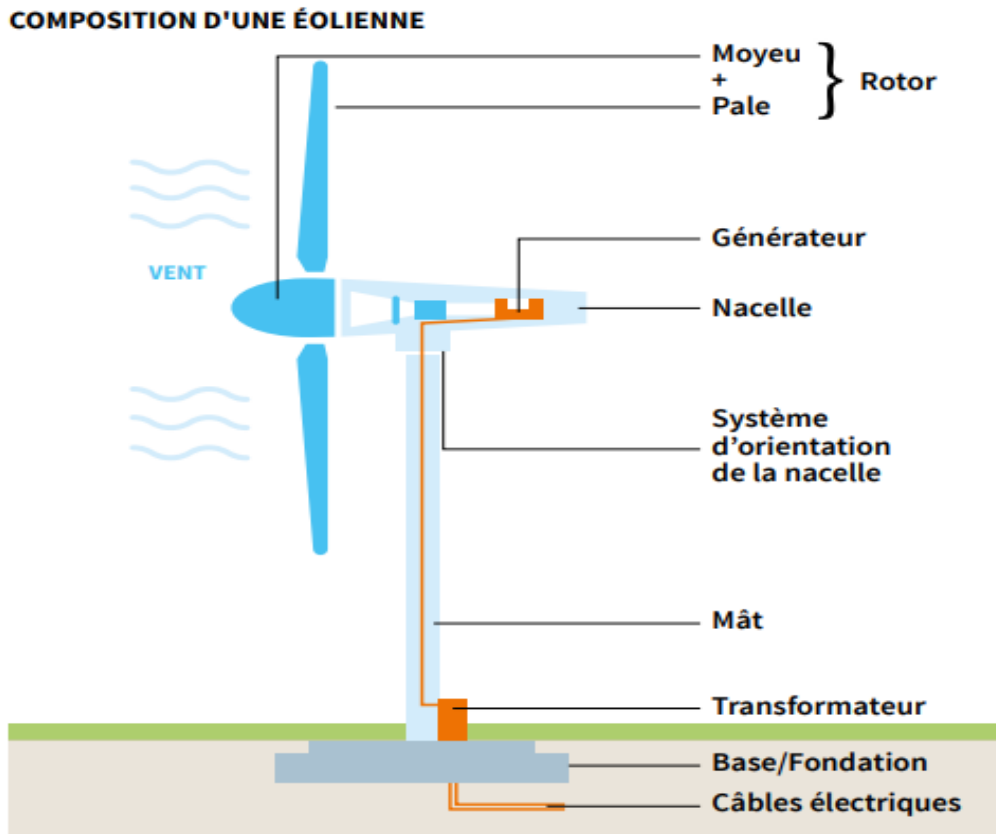 COMPOSITION D'UNE ÉOLIENNE
Moyeu
+
Pale
} Rotor
VENT
Générateur
Nacelle
Système
d'orientation
de la nacelle
Mât
Transformateur
Base/Fondation
Câbles électriques